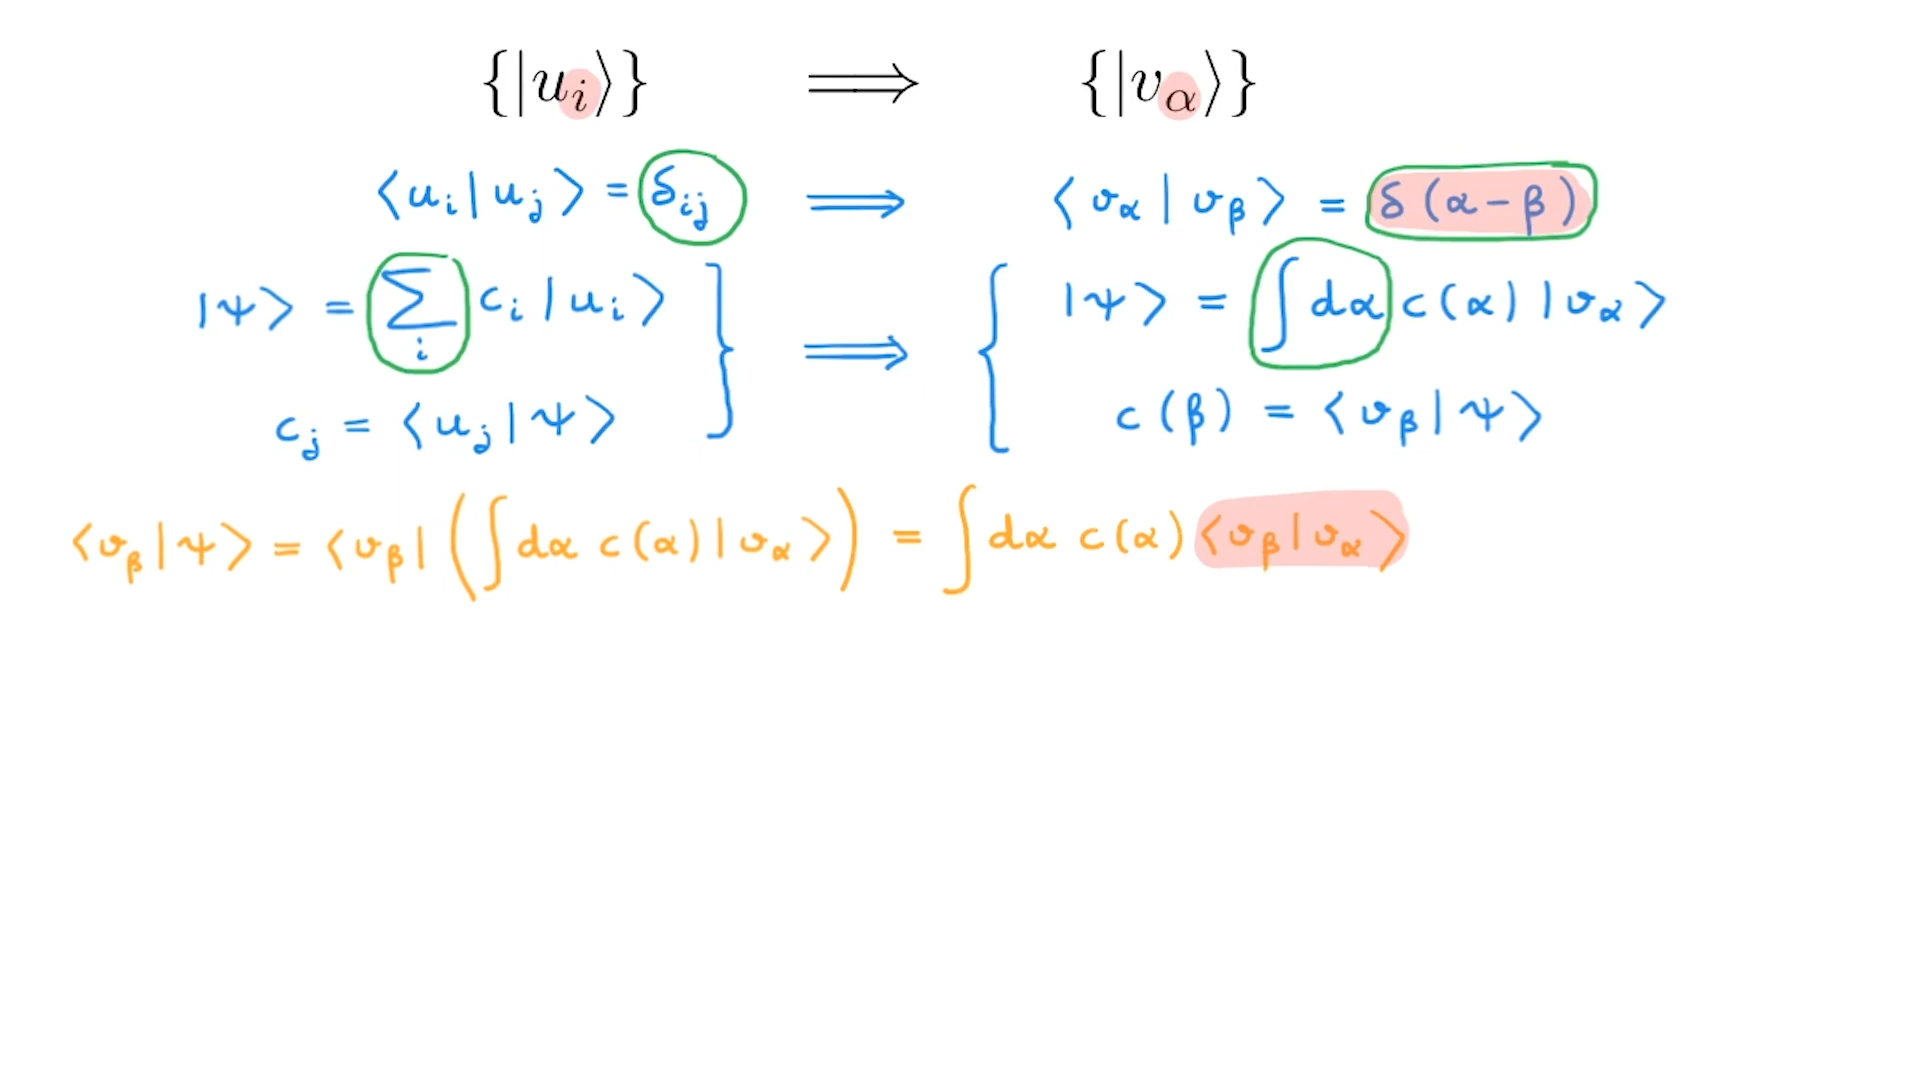 {|u_i⟩} ⟹ {|v_α⟩}
⟨u_i|u_j⟩ = δ_ij ⟹ ⟨v_α|v_β⟩ = δ(α-β)
|ψ⟩ = ∑_i c_i|u_i⟩ } ⟹ { |ψ⟩ = ∫dα c(α)|v_α⟩
c_j = ⟨u_j|ψ⟩ c(β) = ⟨v_β|ψ⟩
⟨v_β|ψ⟩ = ⟨v_β|(∫dα c(α)|v_α⟩) = ∫dα c(α)⟨v_β|v_α⟩